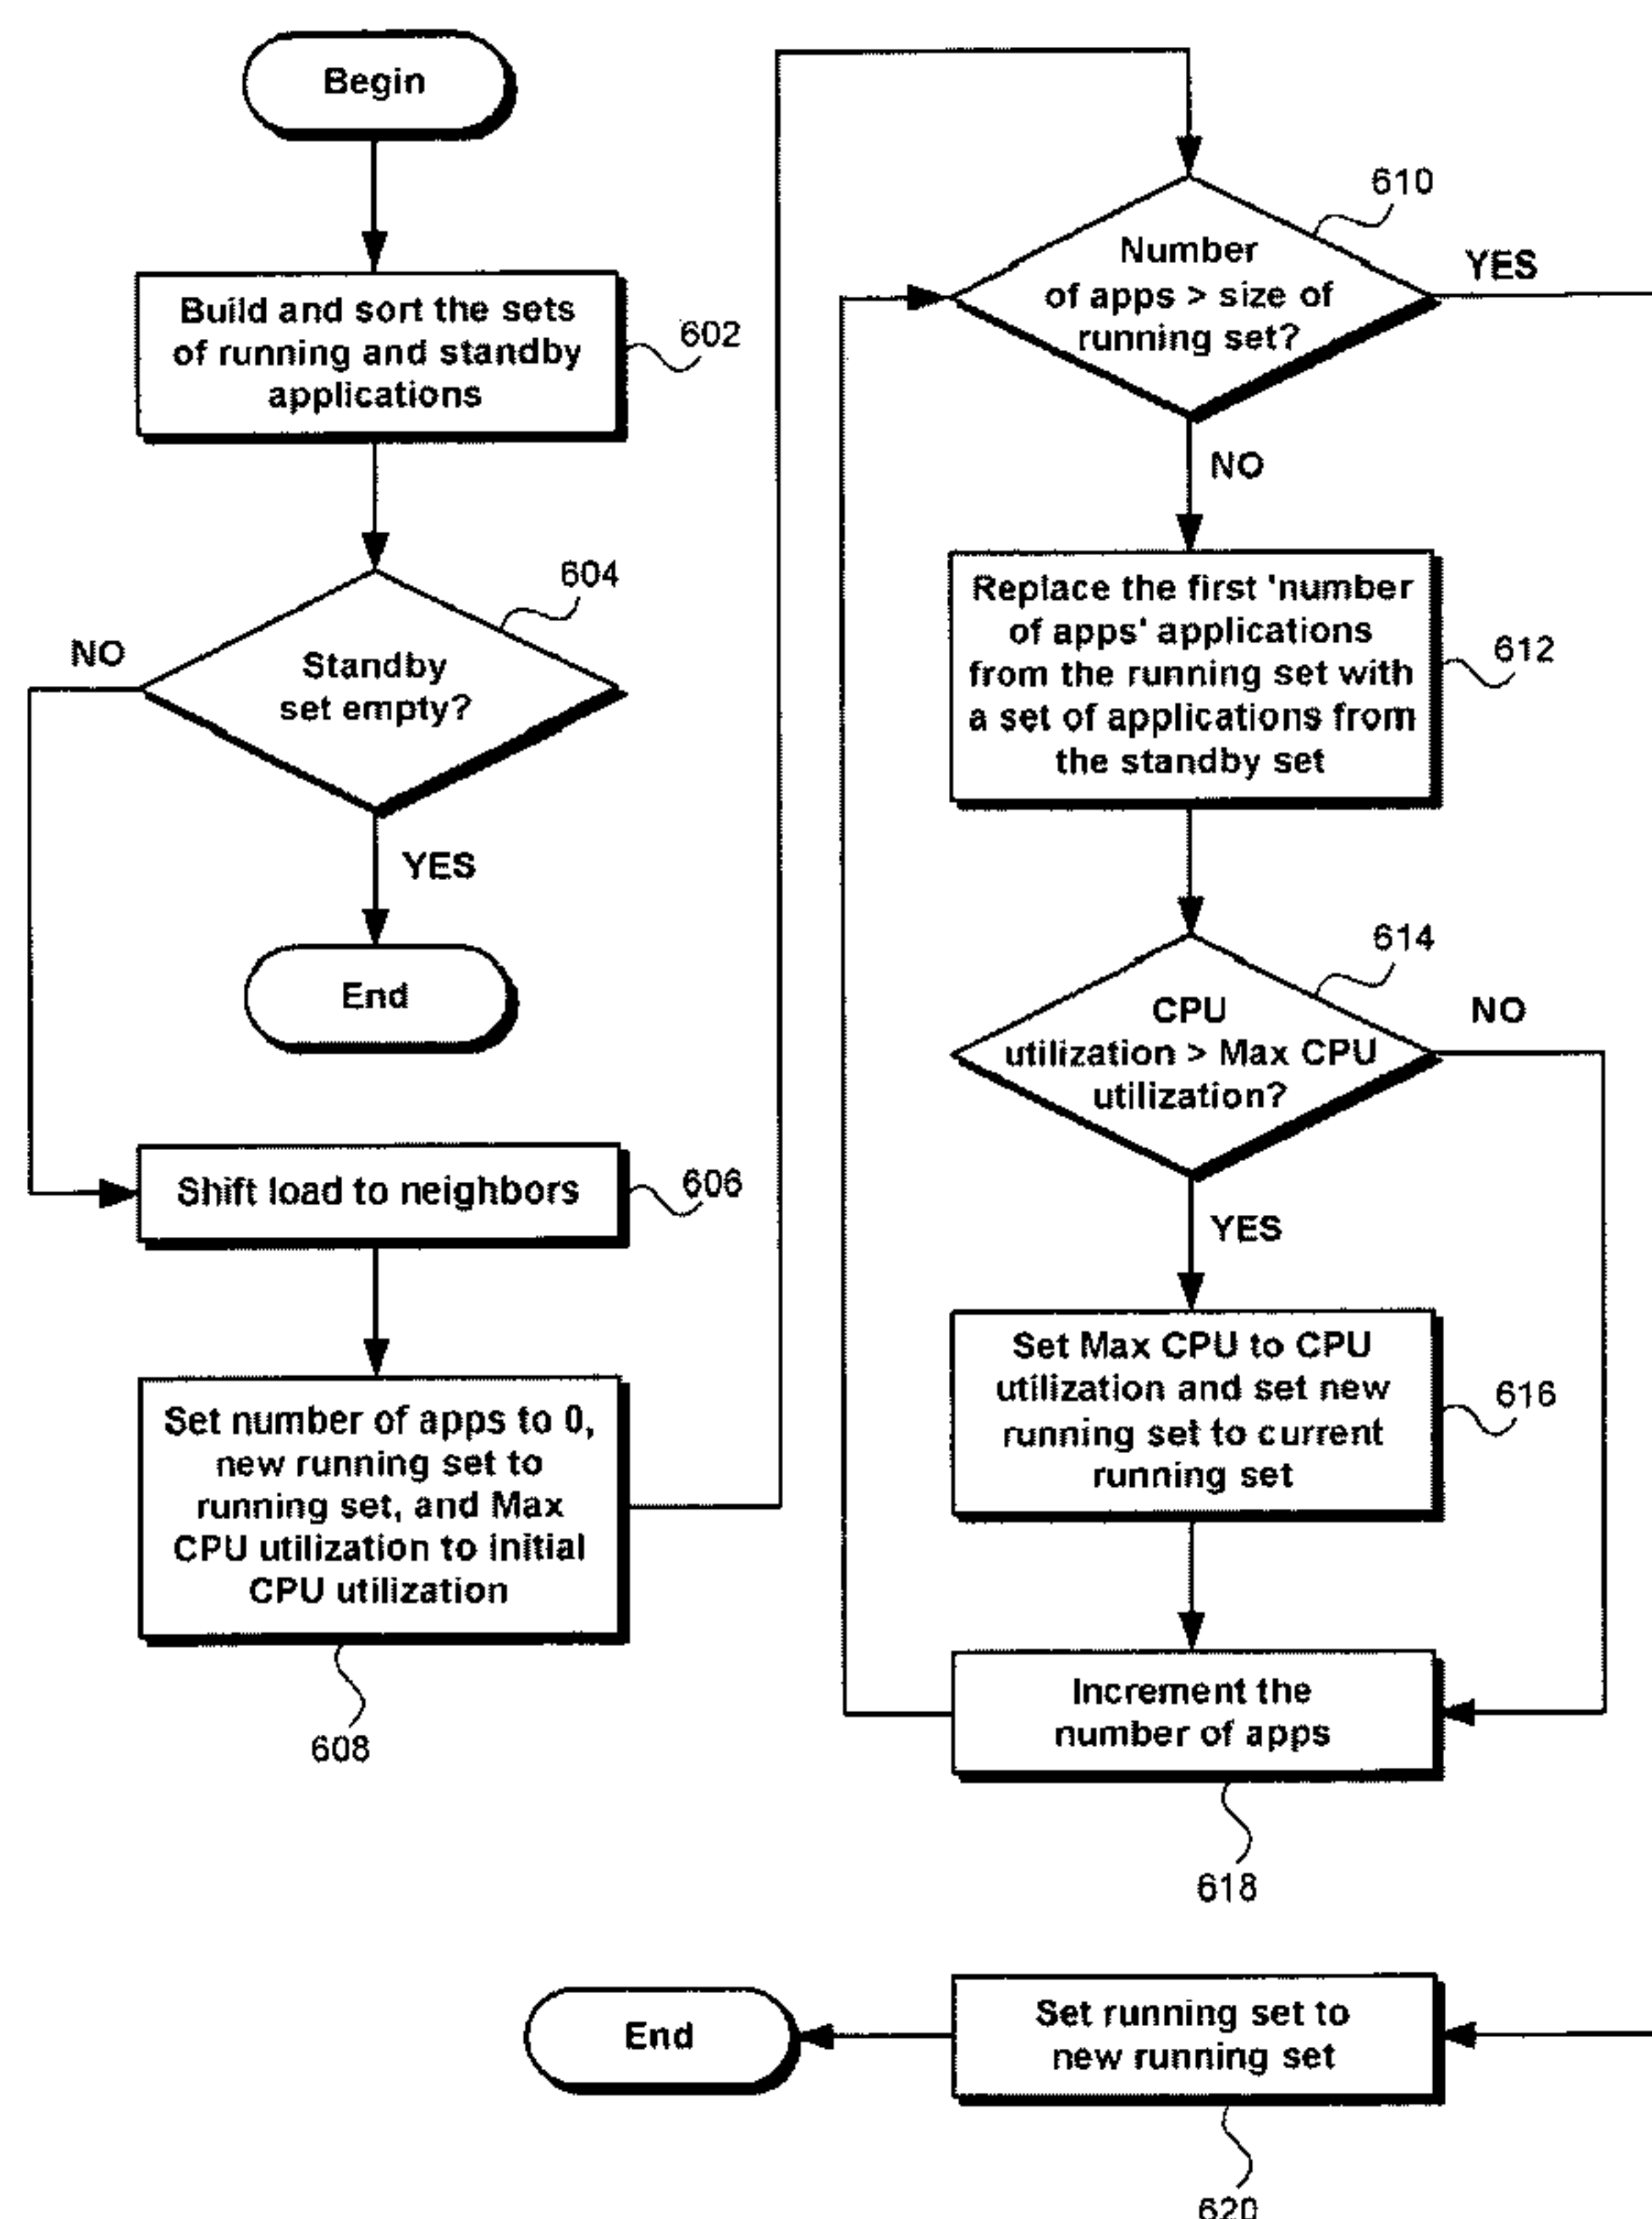 Begin
Build and sort the sets
of running and standby
applications
602
604
NO
Standby
set empty?
YES
End
Shift load to neighbors
606
Set number of apps to 0,
new running set to
running set, and Max
CPU utilization to initial
CPU utilization
608
610
Number
of apps > size of
running set?
YES
NO
Replace the first 'number
of apps' applications
from the running set with
a set of applications from
the standby set
612
614
CPU
utilization > Max CPU
utilization?
NO
YES
Set Max CPU to CPU
utilization and set new
running set to current
running set
616
Increment the
number of apps
618
Set running set to
new running set
End
620